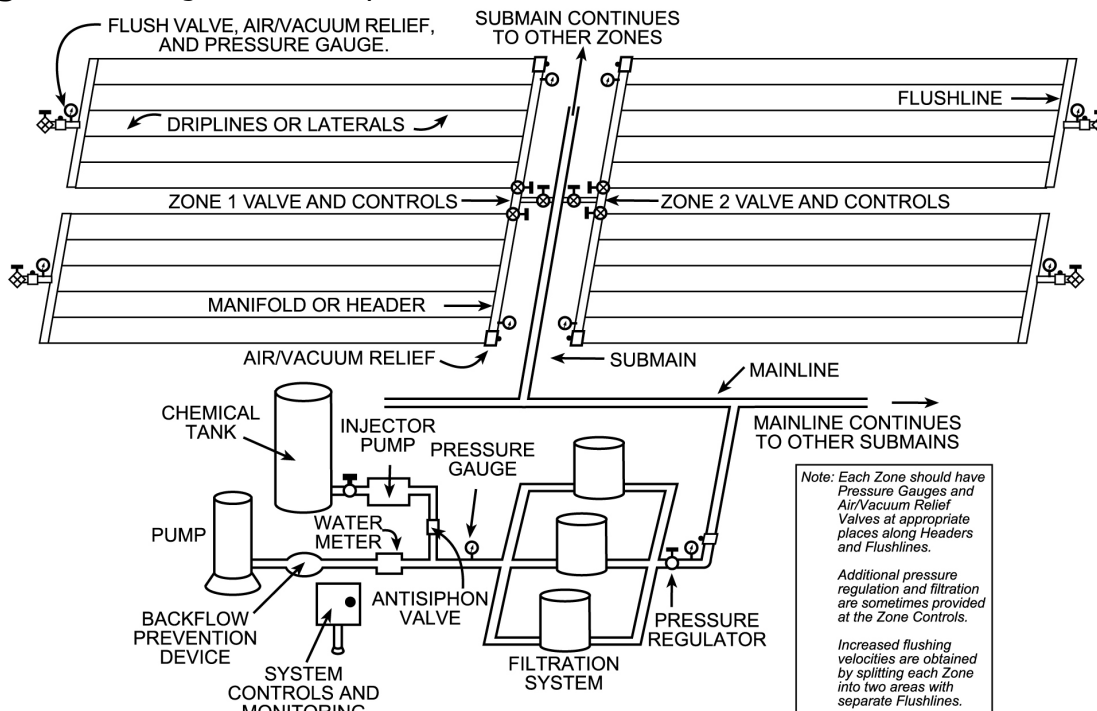 FLUSH VALVE, AIR/VACUUM RELIEF,
AND PRESSURE GAUGE.
SUBMAIN CONTINUES
TO OTHER ZONES
FLUSHLINE
DRIPLINES OR LATERALS
ZONE 1 VALVE AND CONTROLS
ZONE 2 VALVE AND CONTROLS
MANIFOLD OR HEADER
AIR/VACUUM RELIEF
SUBMAIN
MAINLINE
MAINLINE CONTINUES
TO OTHER SUBMAINS
CHEMICAL
TANK
INJECTOR
PUMP
PRESSURE
GAUGE
PUMP
WATER
METER
ANTISIPHON
VALVE
BACKFLOW
PREVENTION
DEVICE
SYSTEM
CONTROLS AND
MONITORING
FILTRATION
SYSTEM
PRESSURE
REGULATOR
Note: Each Zone should have
Pressure Gauges and
Air/Vacuum Relief
Valves at appropriate
places along Headers
and Flushlines.
Additional pressure
regulation and filtration
are sometimes provided
at the Zone Controls.
Increased flushing
velocities are obtained
by splitting each Zone
into two areas with
separate Flushlines.